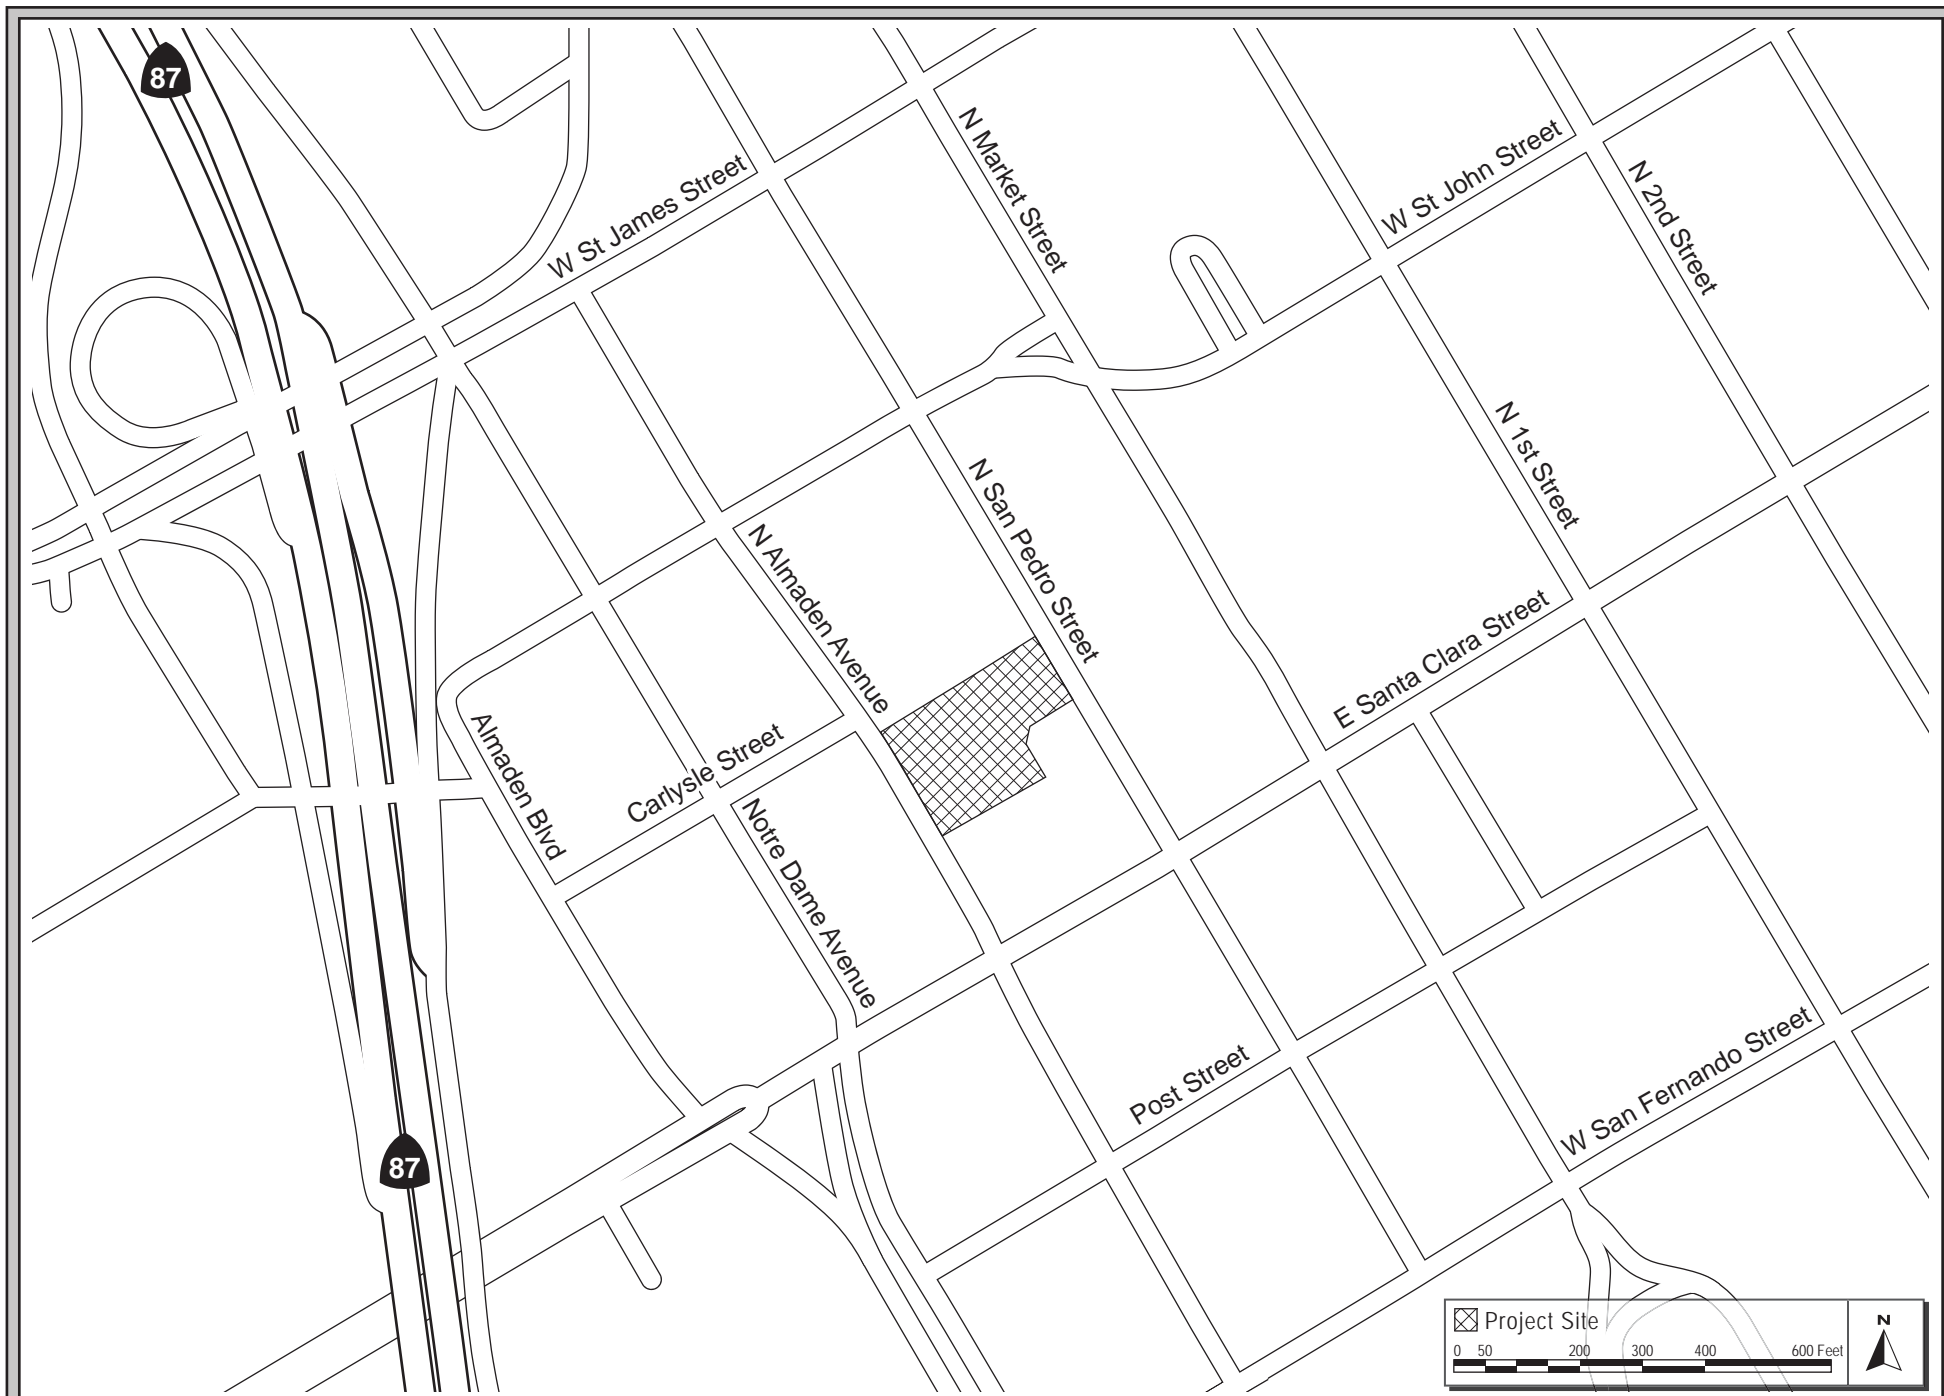 87
N Market Street
W St John Street
W St James Street
N 2nd Street
N 1st Street
N San Pedro Street
N Almaden Avenue
E Santa Clara Street
Almaden Blvd
Carlysle Street
Notre Dame Avenue
Post Street
W San Fernando Street
87
Project Site
N
0 50 200 300 400 600 Feet